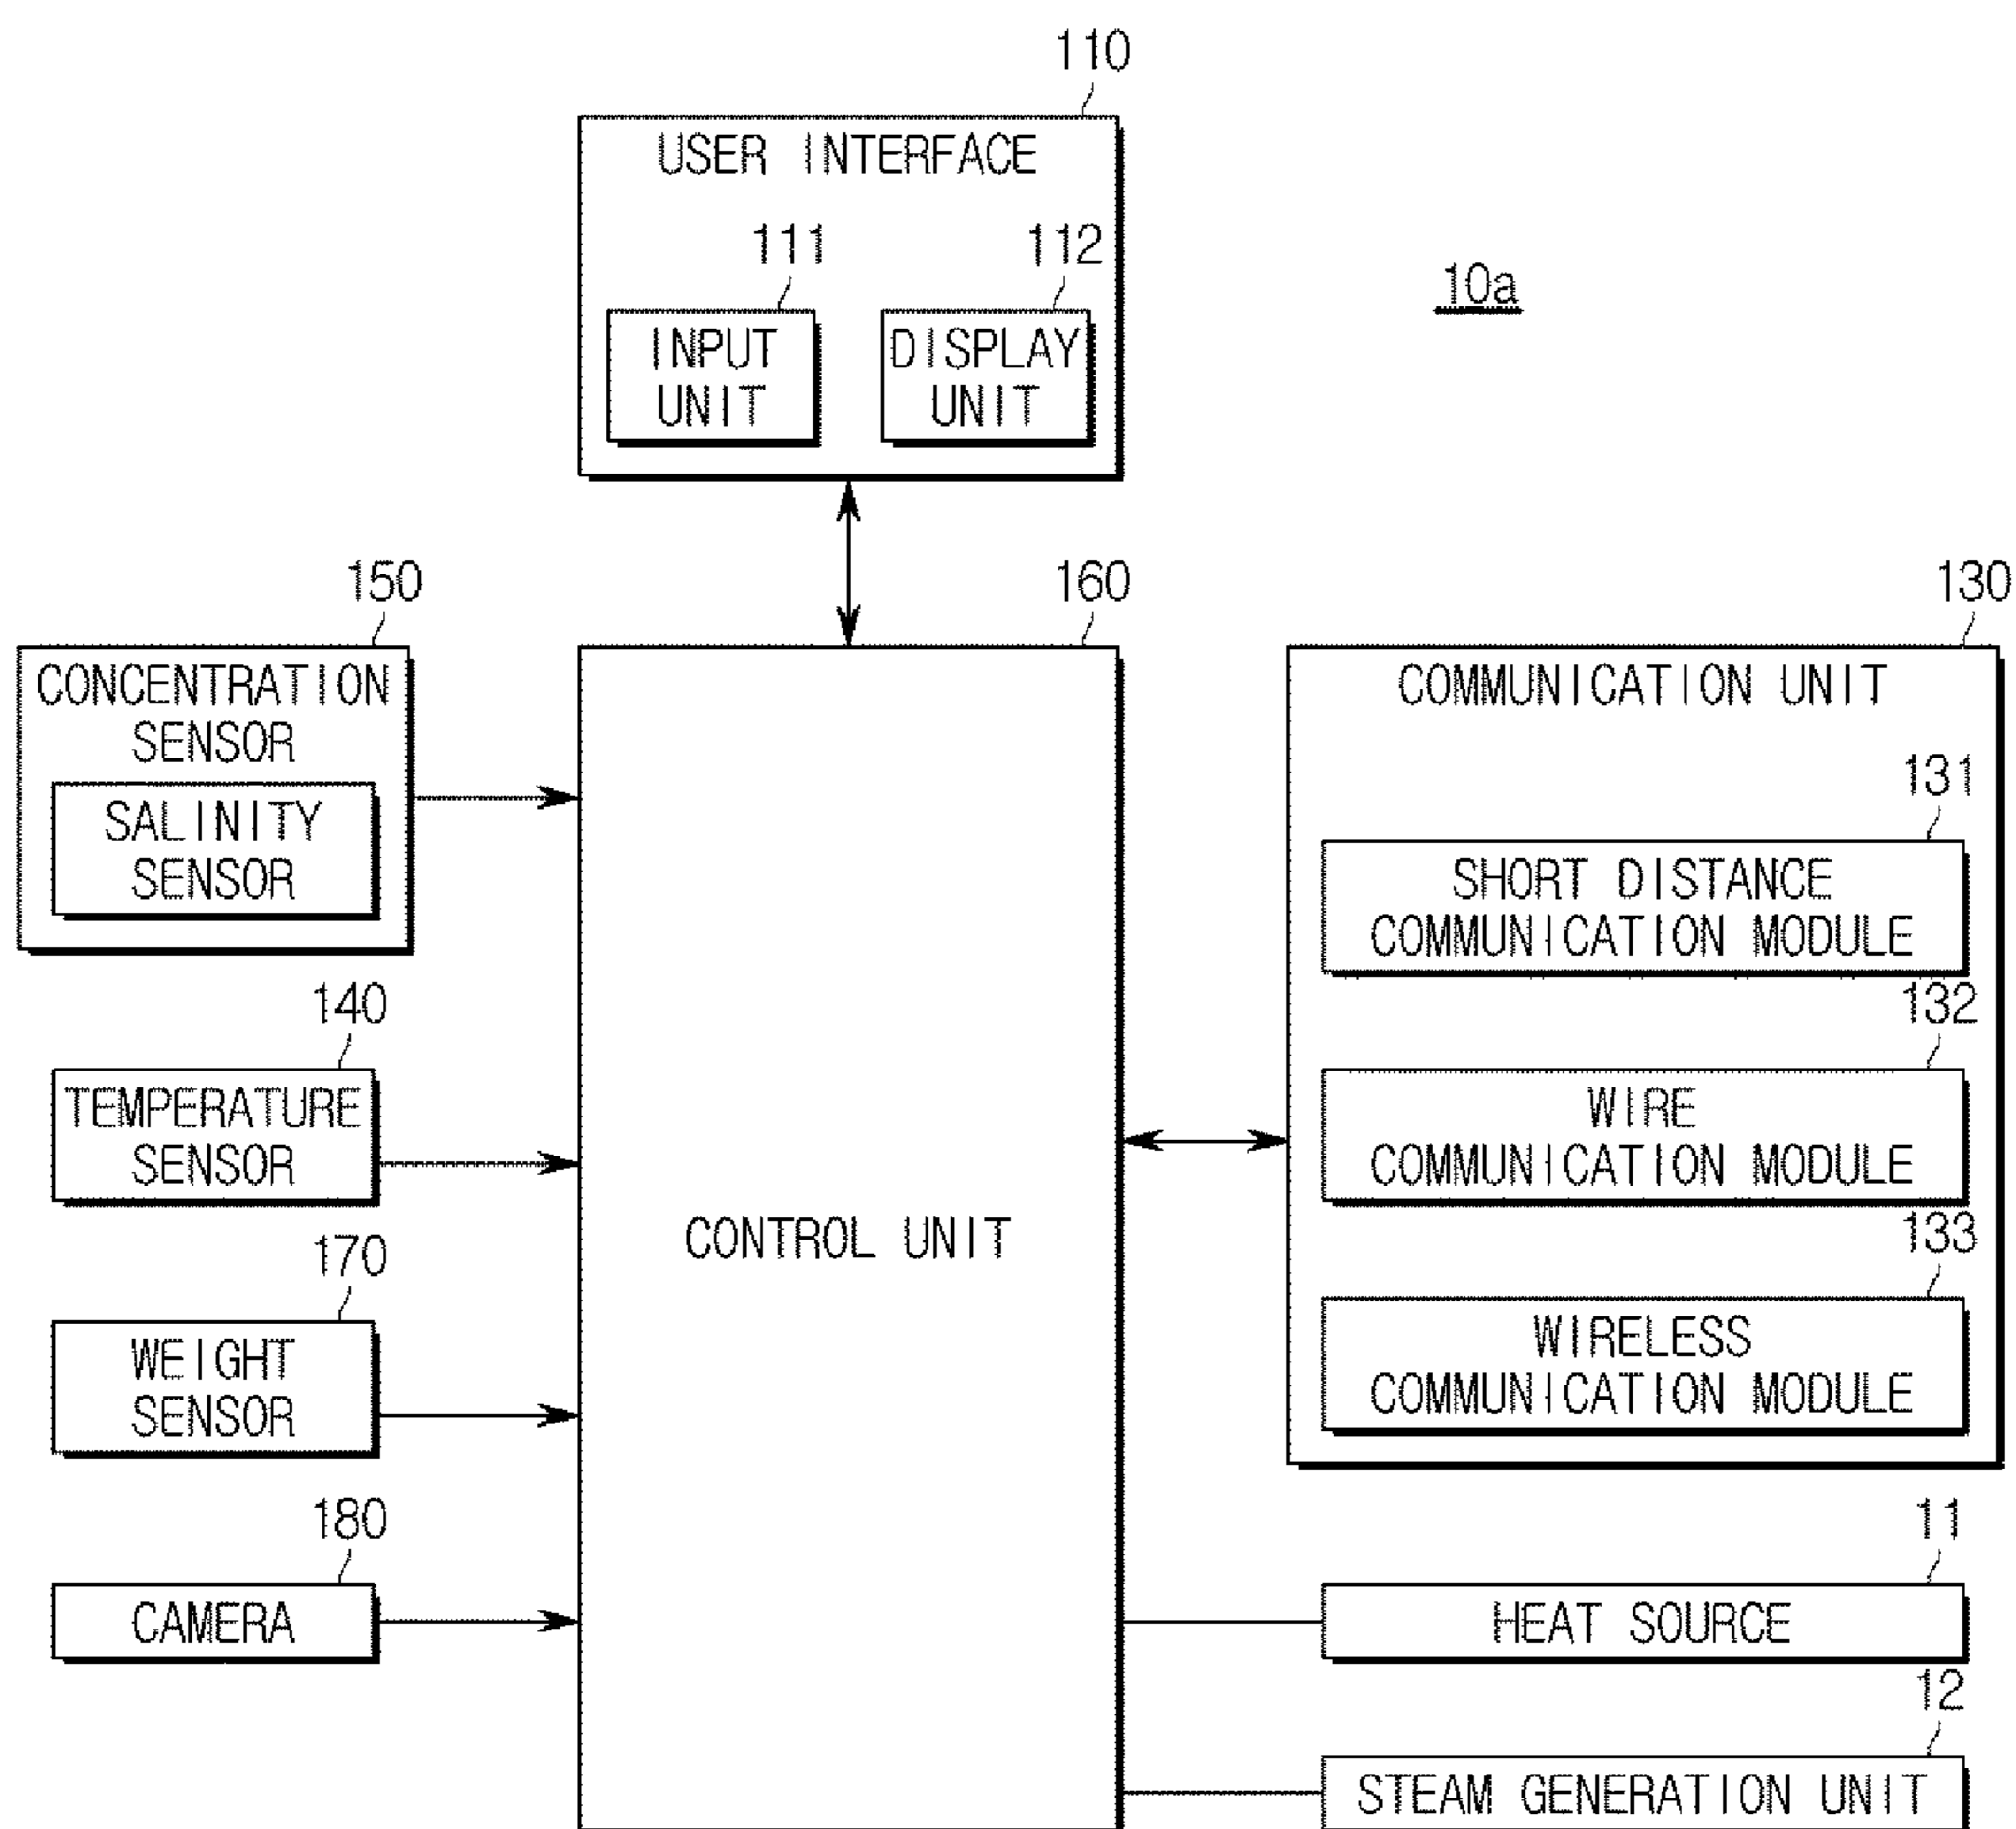 110
USER INTERFACE
111
112
INPUT
UNIT
DISPLAY
UNIT
10a
150
CONCENTRATION
SENSOR
SALINITY
SENSOR
140
TEMPERATURE
SENSOR
170
WEIGHT
SENSOR
180
CAMERA
160
CONTROL UNIT
130
COMMUNICATION UNIT
131
SHORT DISTANCE
COMMUNICATION MODULE
132
WIRE
COMMUNICATION MODULE
133
WIRELESS
COMMUNICATION MODULE
11
HEAT SOURCE
12
STEAM GENERATION UNIT